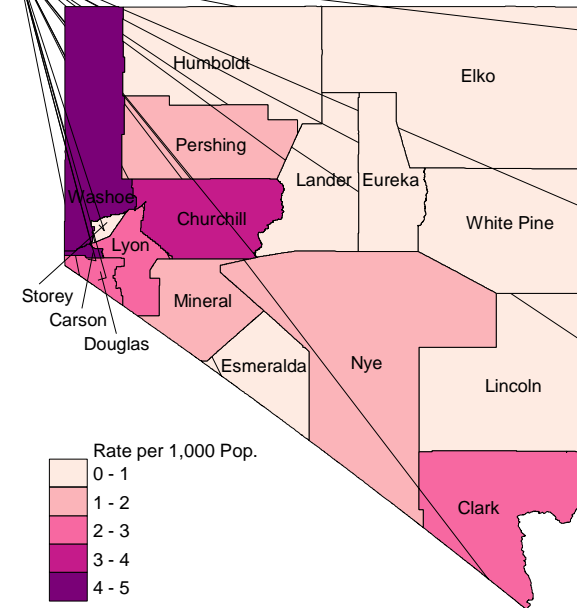 Humboldt
Elko
Pershing
Lander
Eureka
Washoe
Churchill
White Pine
Lyon
Storey
Mineral
Carson
Douglas
Esmeralda
Nye
Lincoln
Rate per 1,000 Pop.
0 - 1
1 - 2
2 - 3
3 - 4
4 - 5
Clark